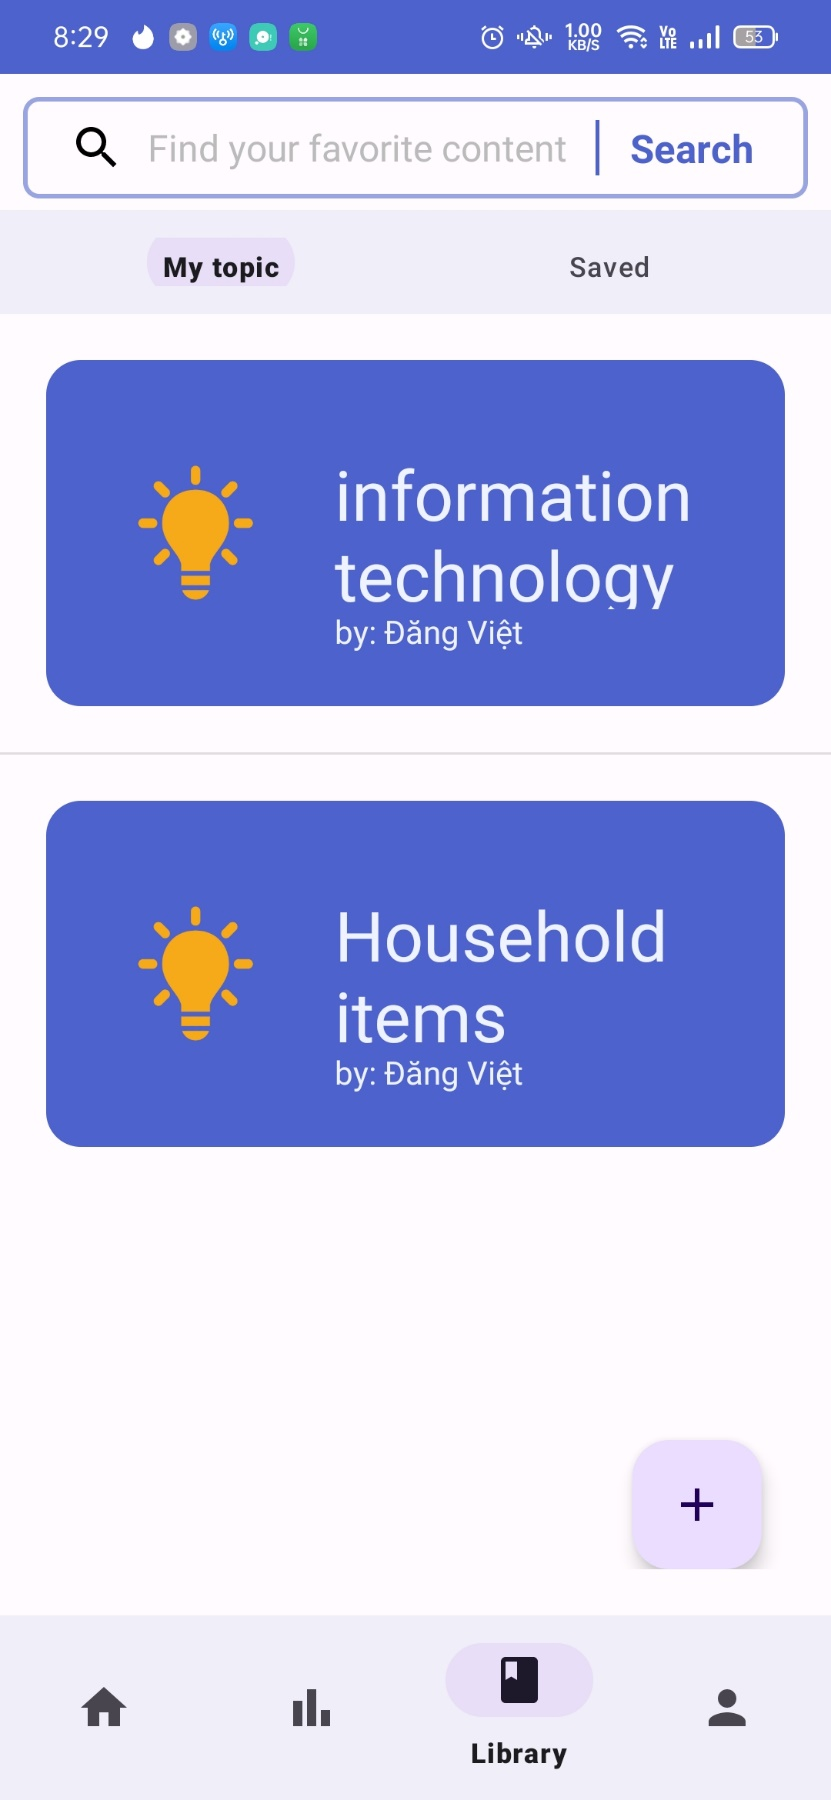 8:29
1.00
KB/S
Vo
LTE
53
Find your favorite content
Search
My topic
Saved
information
technology
by: Đăng Việt
Household
items
by: Đăng Việt
Library